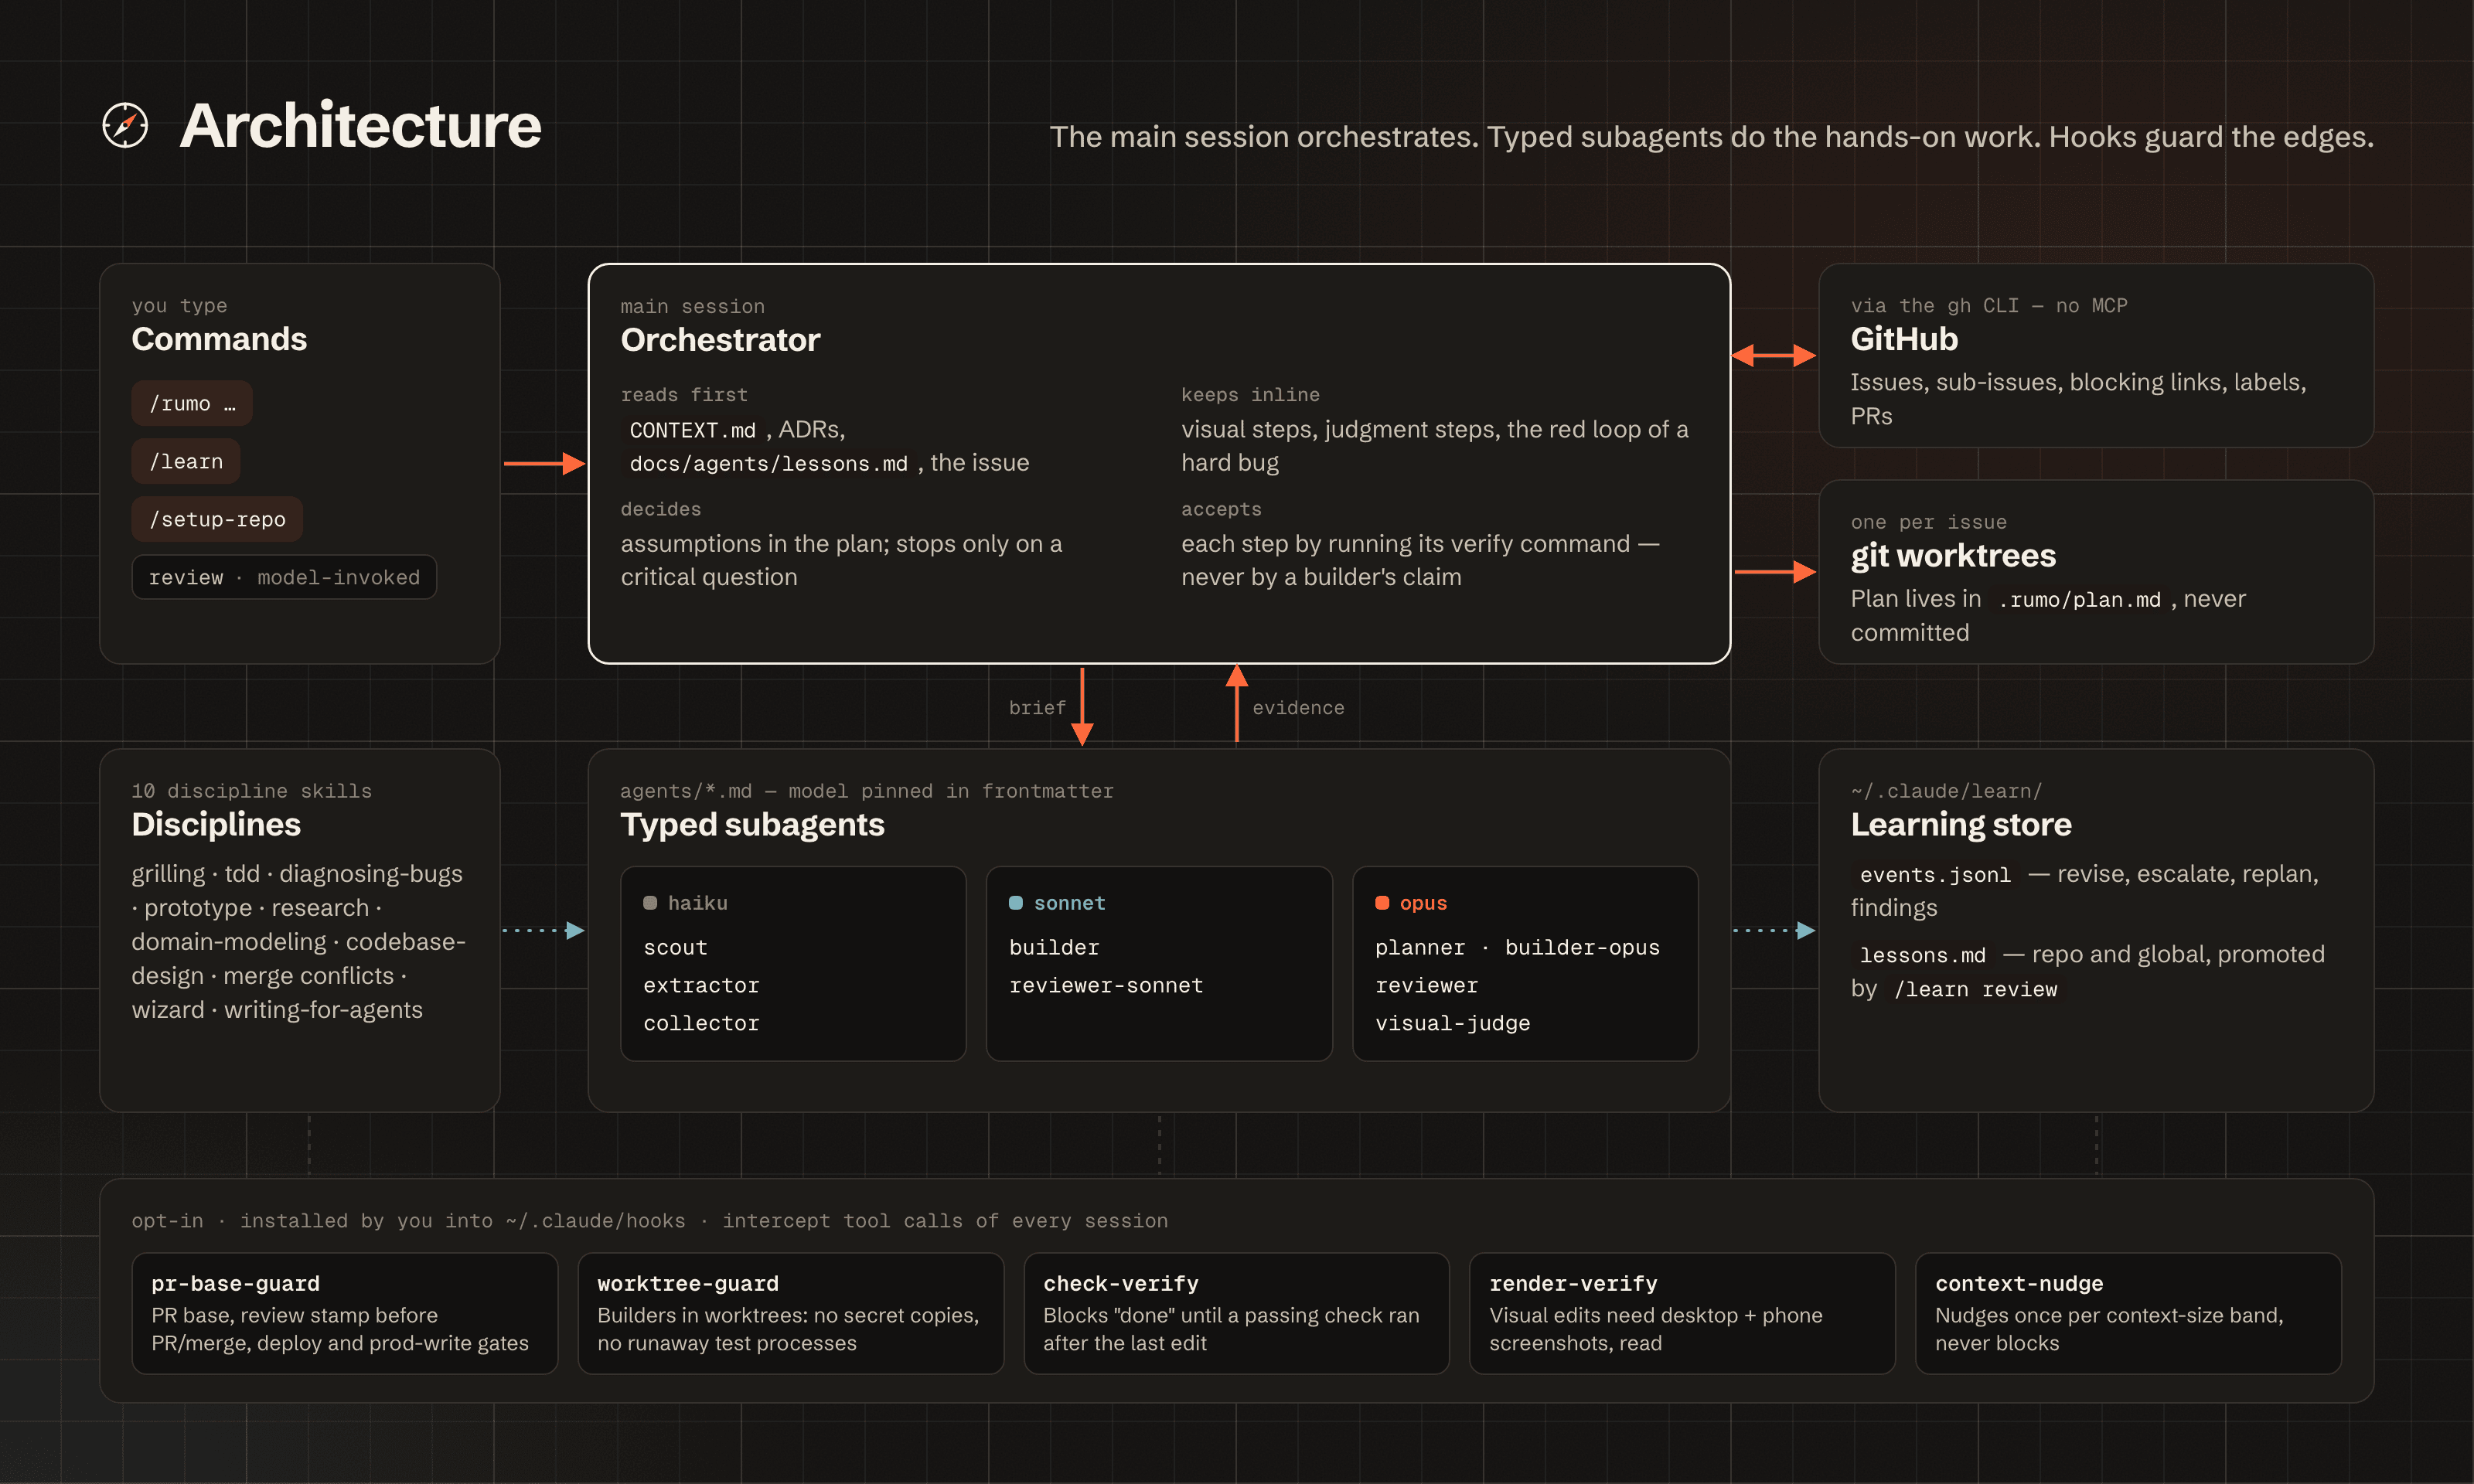 Architecture
The main session orchestrates. Typed subagents do the hands-on work. Hooks guard the edges.
you type
Commands
/rumo …
/learn
/setup-repo
review · model-invoked
main session
Orchestrator
reads first
CONTEXT.md , ADRs,
docs/agents/lessons.md , the issue
decides
assumptions in the plan; stops only on a
critical question
keeps inline
visual steps, judgment steps, the red loop of a
hard bug
accepts
each step by running its verify command —
never by a builder's claim
via the gh CLI — no MCP
GitHub
Issues, sub-issues, blocking links, labels,
PRs
one per issue
git worktrees
Plan lives in .rumo/plan.md , never
committed
brief
evidence
10 discipline skills
Disciplines
grilling · tdd · diagnosing-bugs
· prototype · research ·
domain-modeling · codebase-
design · merge conflicts ·
wizard · writing-for-agents
agents/*.md — model pinned in frontmatter
Typed subagents
haiku
scout
extractor
collector
sonnet
builder
reviewer-sonnet
opus
planner · builder-opus
reviewer
visual-judge
~/.claude/learn/
Learning store
events.jsonl — revise, escalate, replan,
findings
lessons.md — repo and global, promoted
by /learn review
opt-in · installed by you into ~/.claude/hooks · intercept tool calls of every session
pr-base-guard
PR base, review stamp before
PR/merge, deploy and prod-write gates
worktree-guard
Builders in worktrees: no secret copies,
no runaway test processes
check-verify
Blocks "done" until a passing check ran
after the last edit
render-verify
Visual edits need desktop + phone
screenshots, read
context-nudge
Nudges once per context-size band,
never blocks